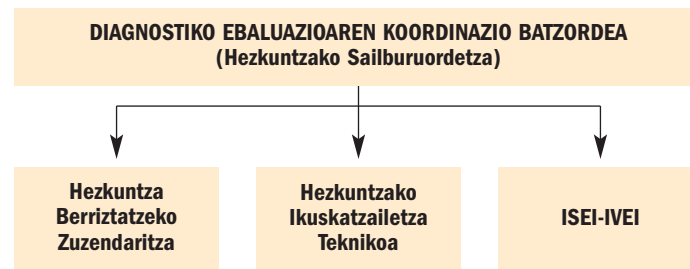 DIAGNOSTIKO EBALUAZIOAREN KOORDINAZIO BATZORDEA
(Hezkuntzako Sailburuordetza)
Hezkuntza
Berriztatzeko
Zuzendaritza
Hezkuntzako
Ikuskatzailetza
Teknikoa
ISEI-IVEI